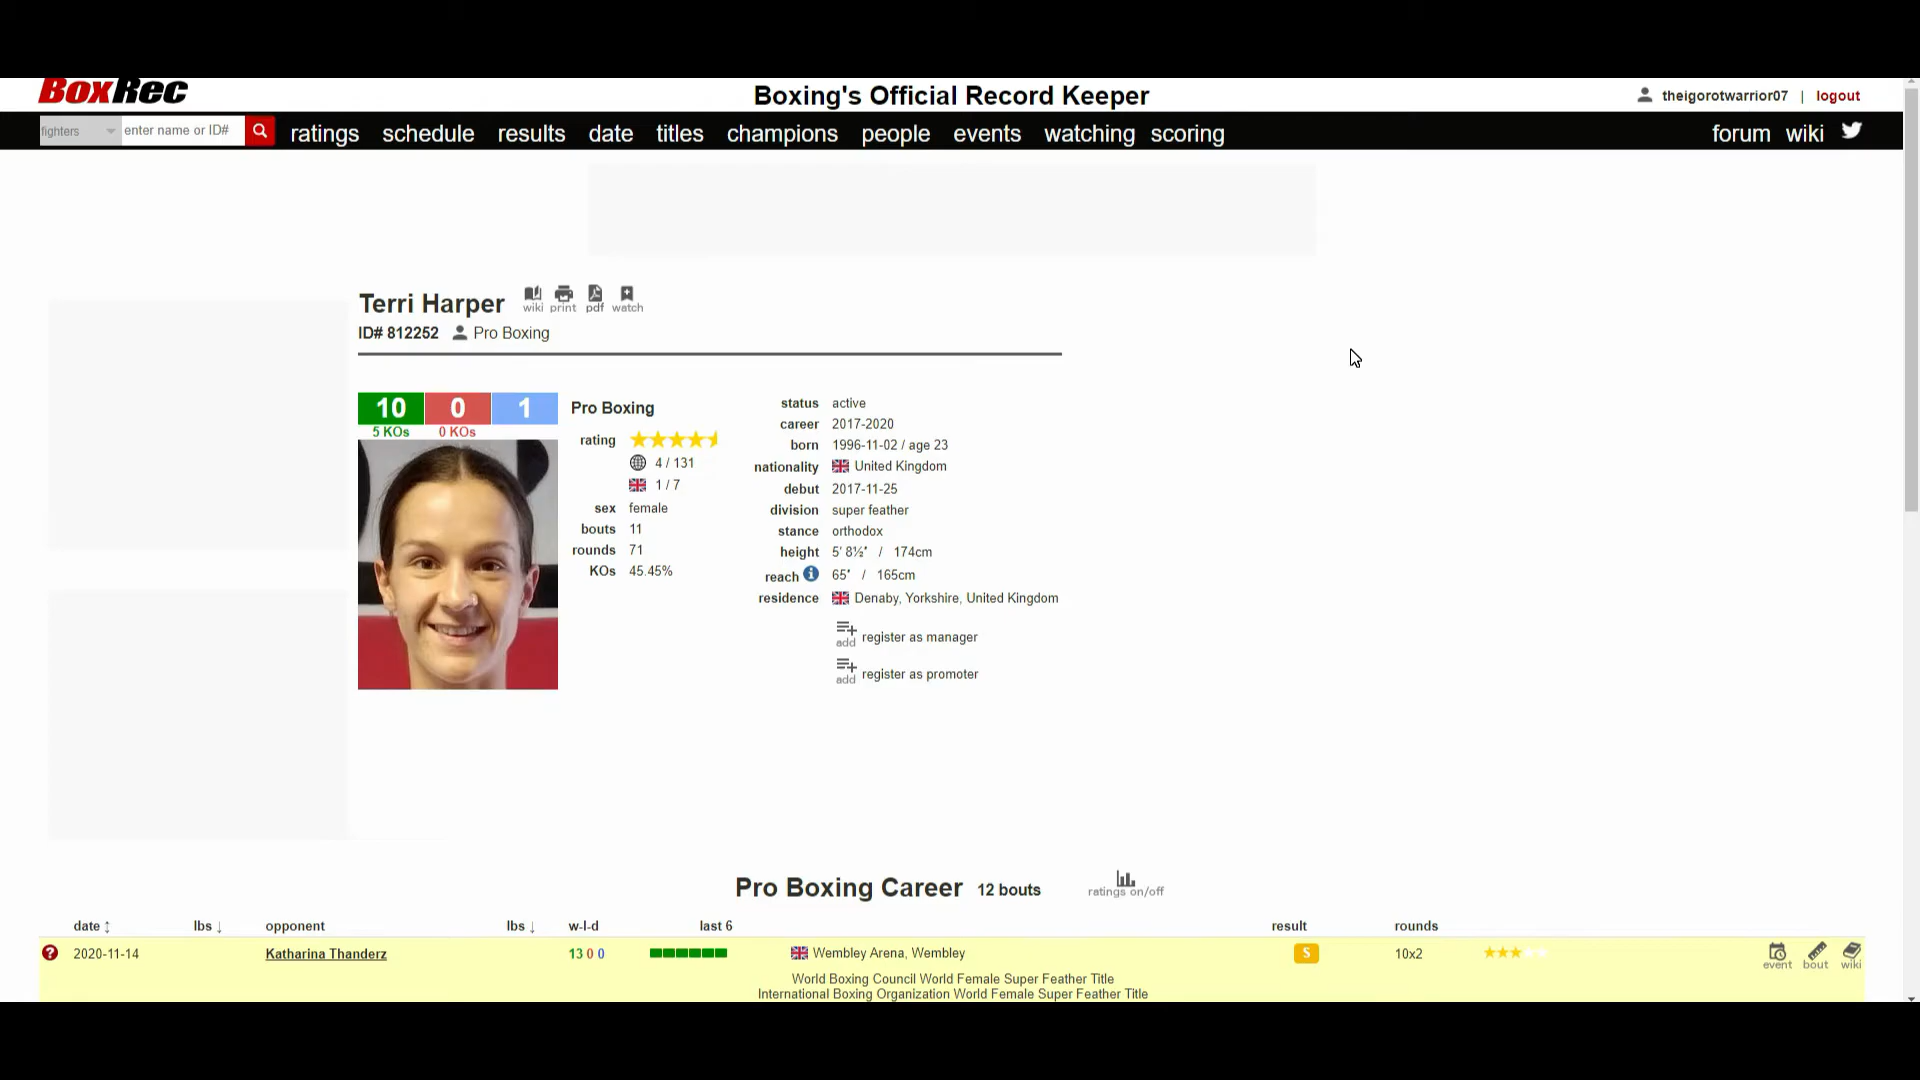 BoxRec
Boxing's Official Record Keeper
theigorotwarrior07 | logout
fighters enter name or ID# ratings schedule results date titles champions people events watching scoring forum wiki
Terri Harper wiki print pdf watch
ID# 812252 Pro Boxing
10 0 1
5 KOs 0 KOs
Pro Boxing
rating
4 / 131
1 / 7
sex female
bouts 11
rounds 71
KOs 45.45%
status active
career 2017-2020
born 1996-11-02 / age 23
nationality United Kingdom
debut 2017-11-25
division super feather
stance orthodox
height 5' 8½" / 174cm
reach 65" / 165cm
residence Denaby, Yorkshire, United Kingdom
add register as manager
add register as promoter
Pro Boxing Career 12 bouts ratings on/off
date lbs opponent lbs w-l-d last 6 result rounds
2020-11-14 Katharina Thanderz 13 0 0 Wembley Arena, Wembley S 10x2 event bout wiki
World Boxing Council World Female Super Feather Title
International Boxing Organization World Female Super Feather Title